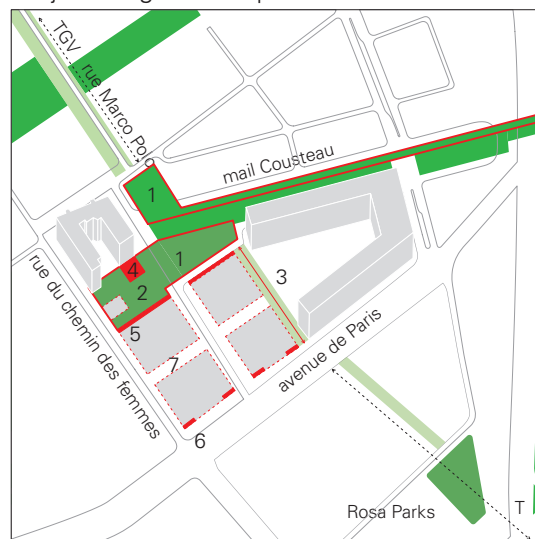 TGV
rue Marco Polo
mail Cousteau
1
1
4
2
3
5
7
6
rue du chemin des femmes
avenue de Paris
Rosa Parks
T